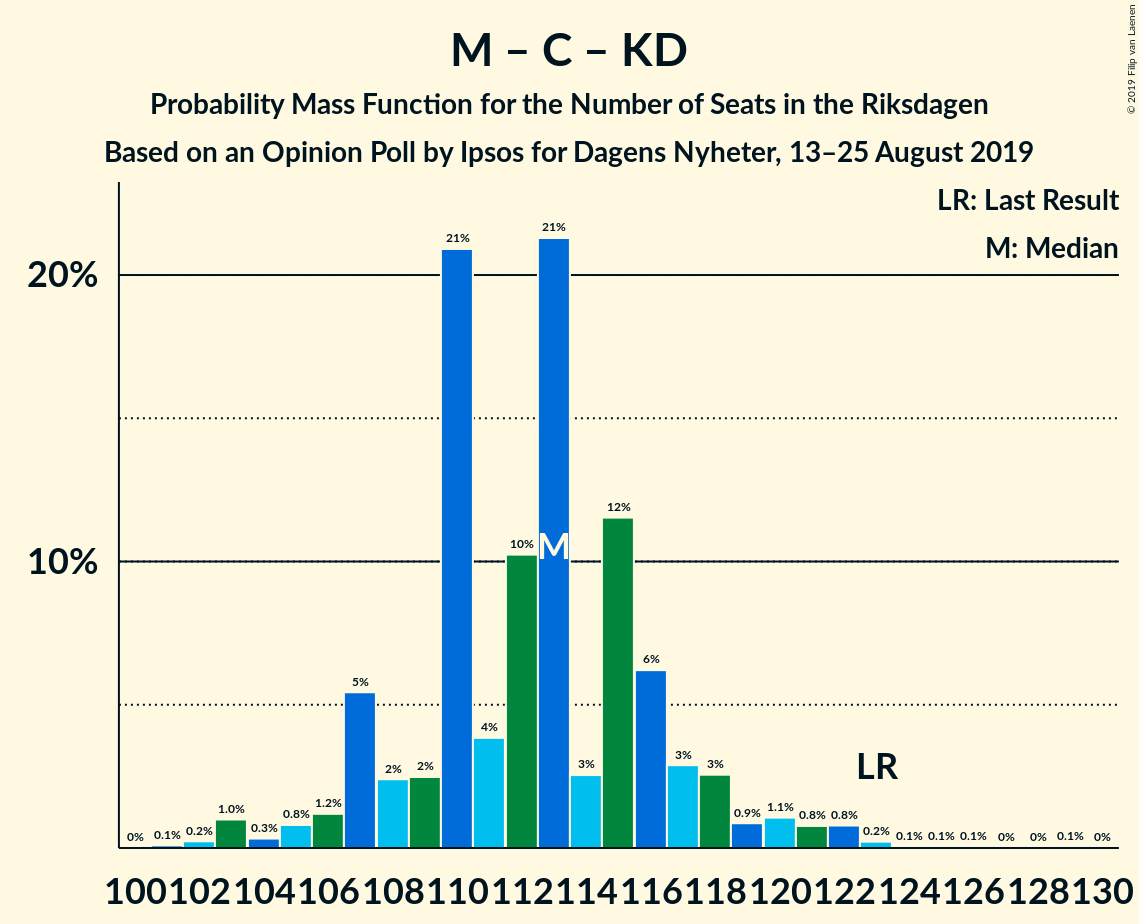 M – C – KD
Probability Mass Function for the Number of Seats in the Riksdagen
Based on an Opinion Poll by Ipsos for Dagens Nyheter, 13–25 August 2019
© 2019 Filip van Laenen
LR: Last Result
M: Median
20%
10%
0% 0.1% 0.2% 1.0% 0.3% 0.8% 1.2% 5% 2% 2% 21% 4% 10% 21% 3% 12% 6% 3% 3% 0.9% 1.1% 0.8% 0.8% 0.2% 0.1% 0.1% 0.1% 0% 0% 0.1% 0%
M
LR
100 102 104 106 108 110 112 114 116 118 120 122 124 126 128 130